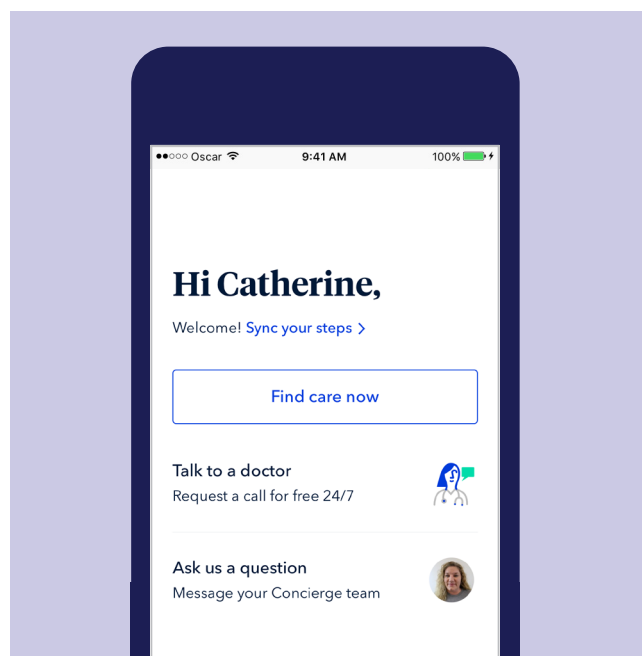 Oscar 9:41 AM 100%
Hi Catherine,
Welcome! Sync your steps >
Find care now
Talk to a doctor
Request a call for free 24/7
Ask us a question
Message your Concierge team